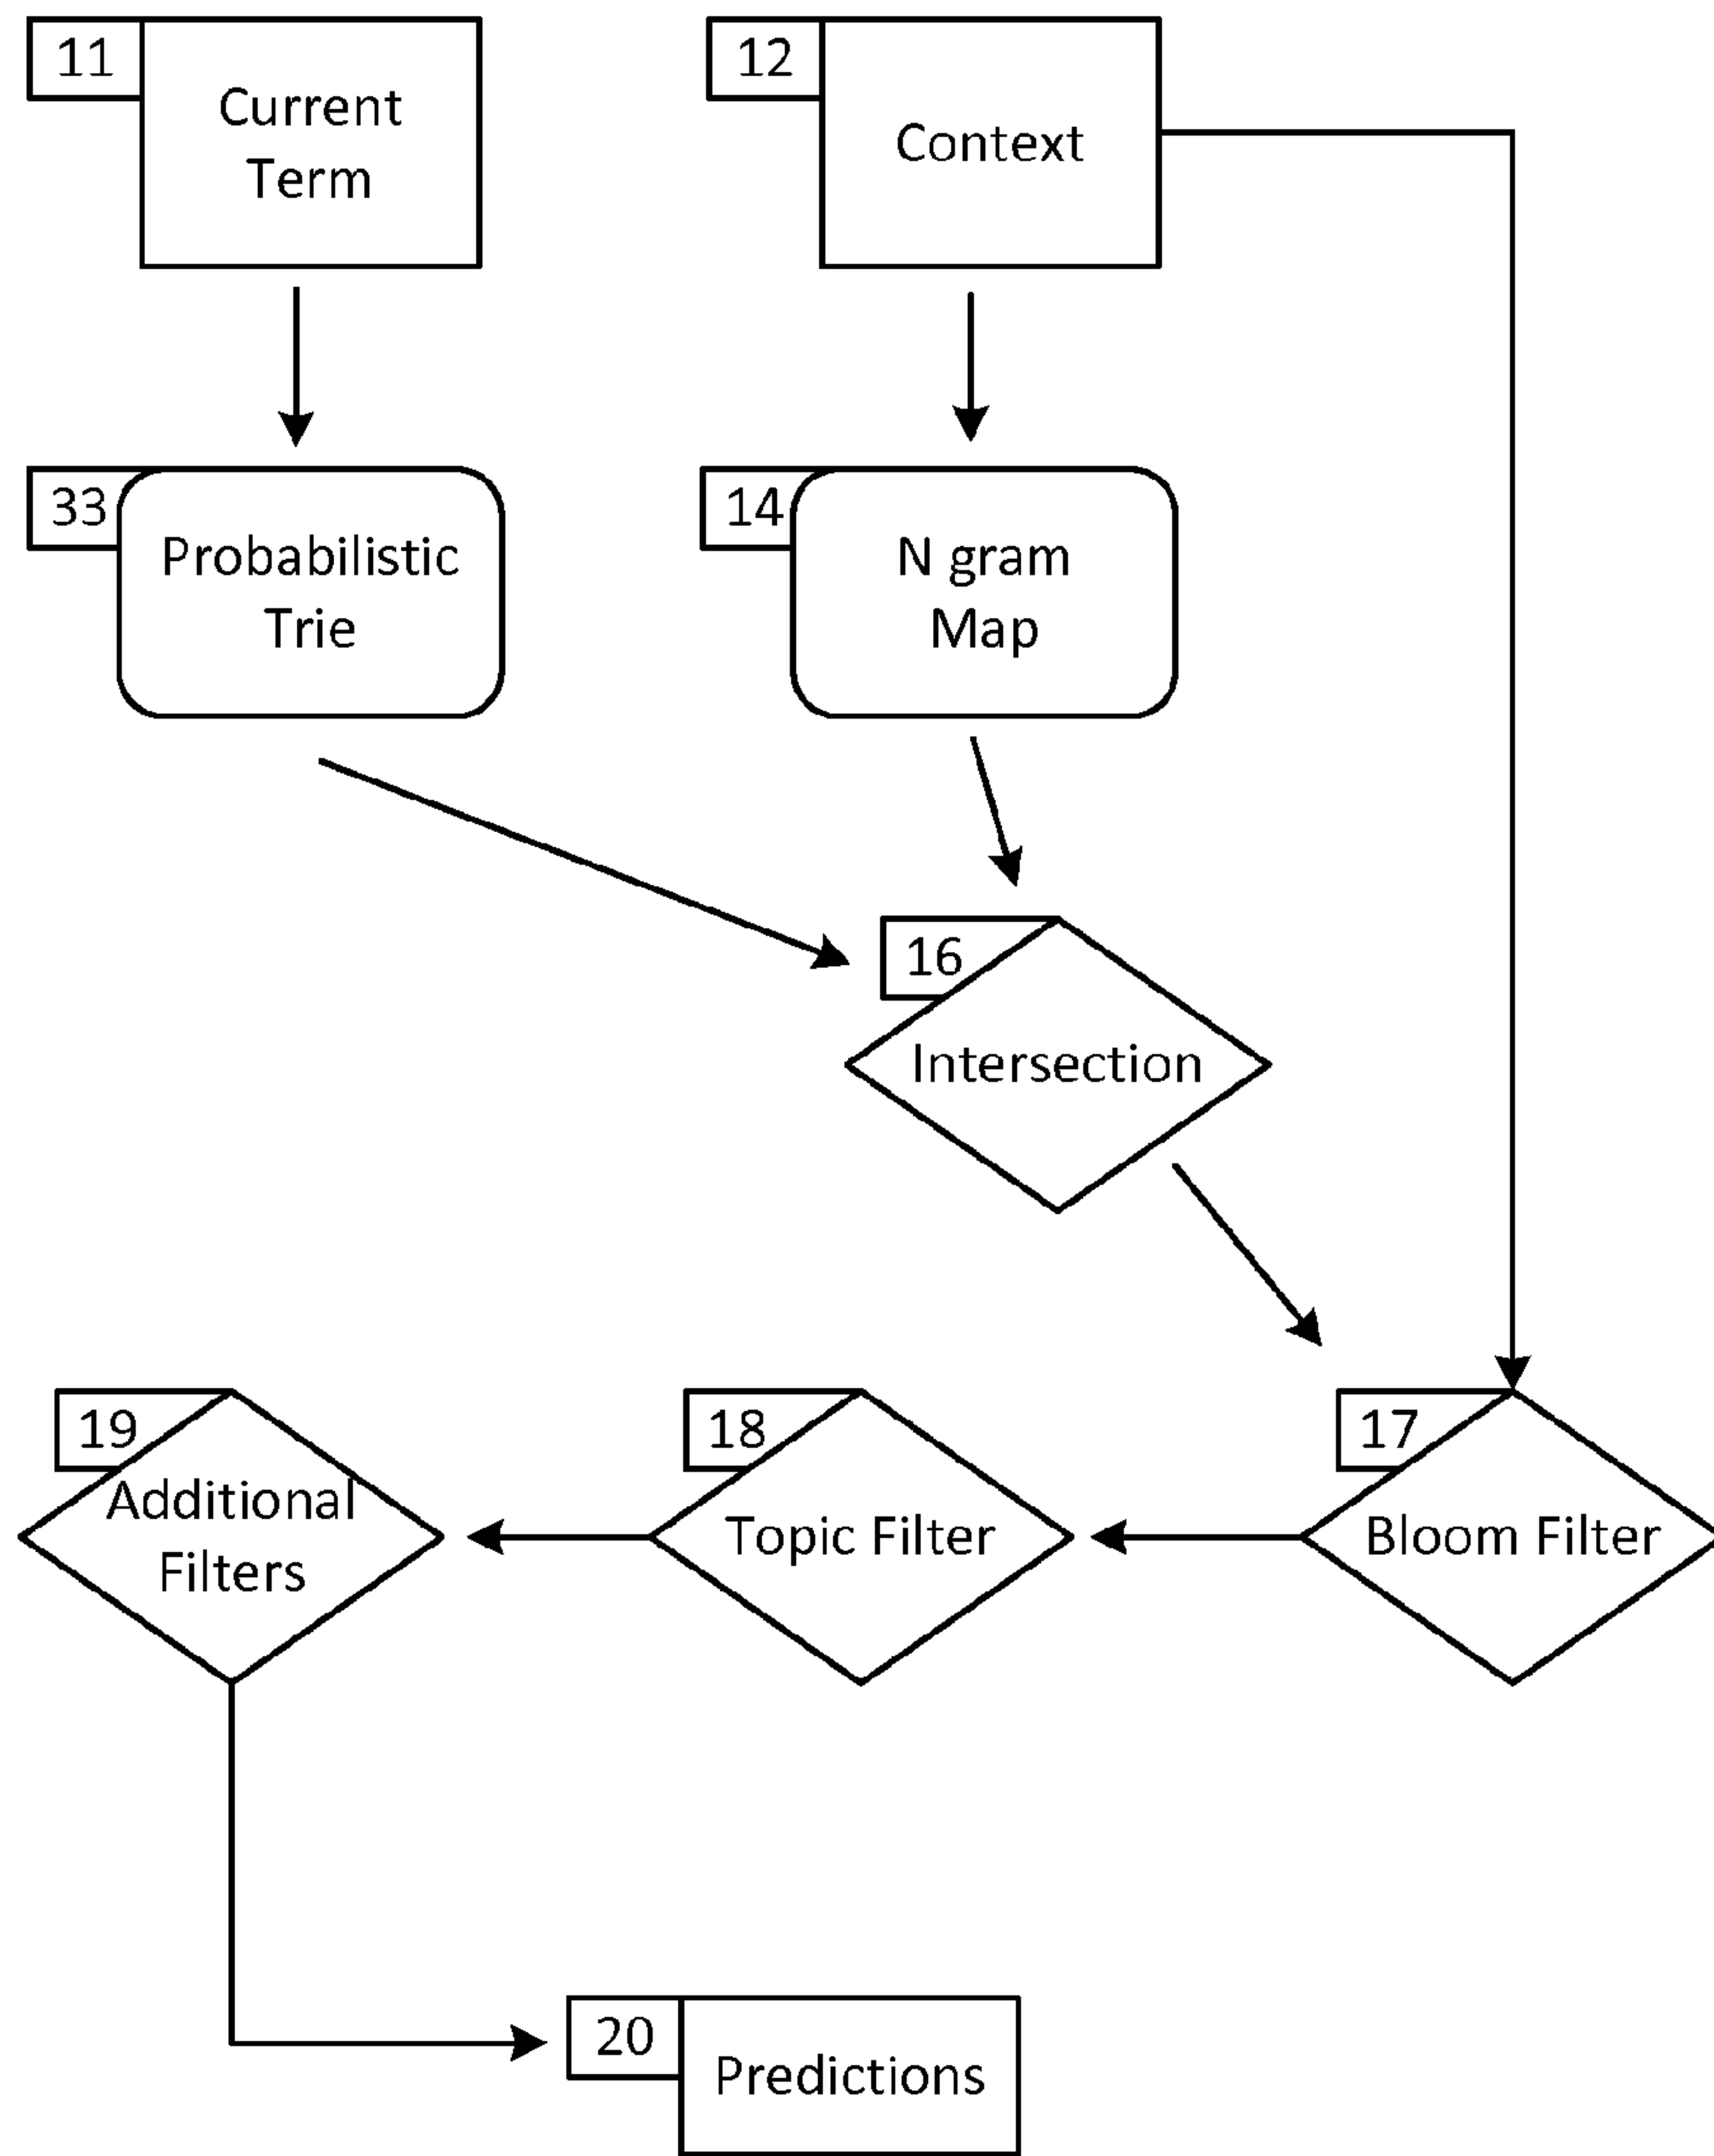 11
Current
Term
12
Context
33
Probabilistic
Trie
14
N gram
Map
16
Intersection
19
Additional
Filters
18
Topic Filter
17
Bloom Filter
20
Predictions